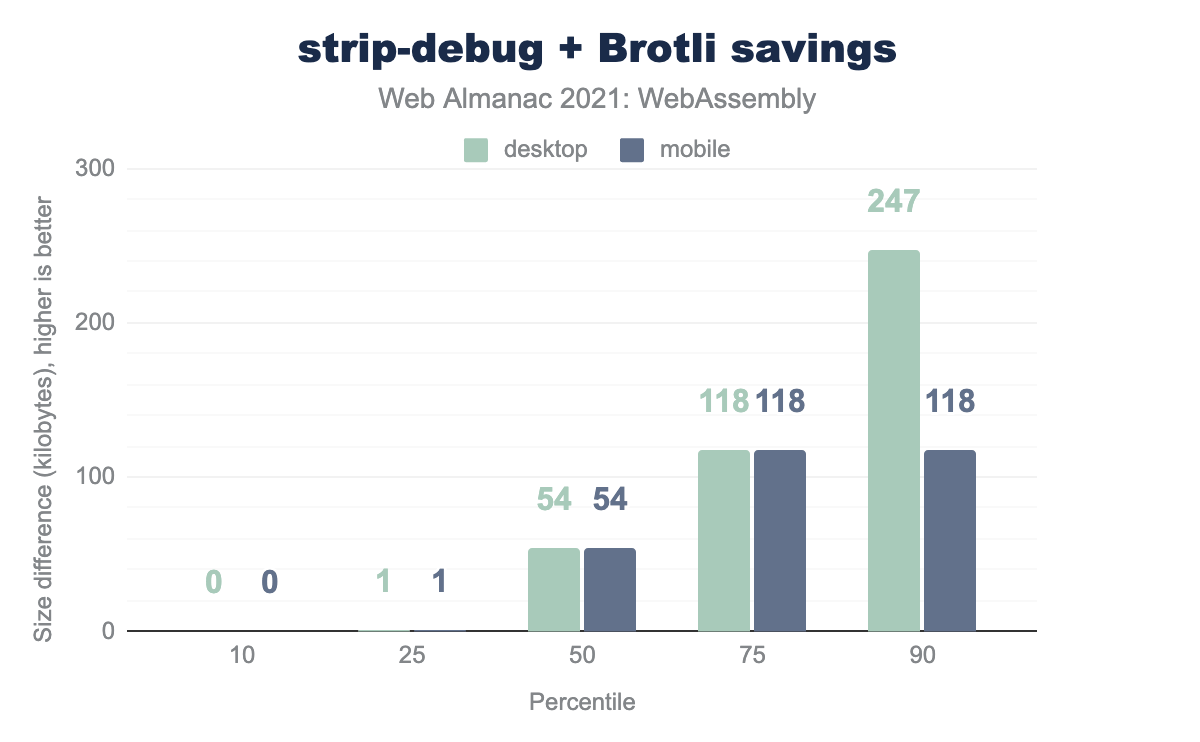 strip-debug + Brotli savings
Web Almanac 2021: WebAssembly
desktop mobile
Size difference (kilobytes), higher is better
300
200
100
0
0 0
1 1
54 54
118 118
247 118
10 25 50 75 90
Percentile